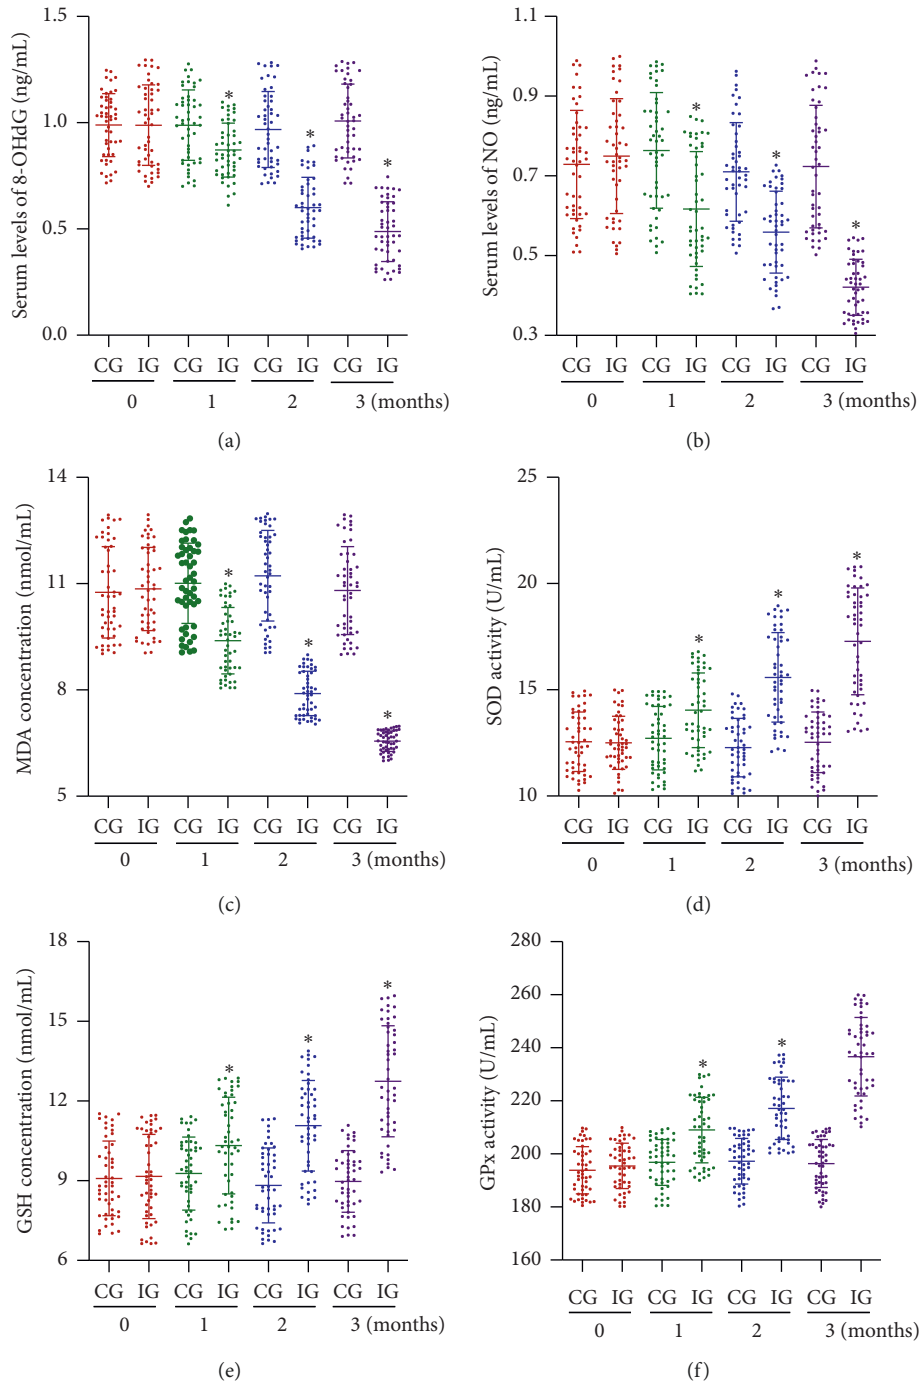 Serum levels of 8-OHdG (ng/mL)
1.5
1.0
0.5
0.0
*
*
*
CG IG CG IG CG IG CG IG
0 1 2 3 (months)
(a)
Serum levels of NO (ng/mL)
1.1
0.9
0.7
0.5
0.3
*
*
*
CG IG CG IG CG IG CG IG
0 1 2 3 (months)
(b)
MDA concentration (nmol/mL)
14
11
8
5
*
*
*
CG IG CG IG CG IG CG IG
0 1 2 3 (months)
(c)
SOD activity (U/mL)
25
20
15
10
*
*
*
CG IG CG IG CG IG CG IG
0 1 2 3 (months)
(d)
GSH concentration (nmol/mL)
18
15
12
9
6
*
*
*
CG IG CG IG CG IG CG IG
0 1 2 3 (months)
(e)
GPx activity (U/mL)
280
260
240
220
200
180
160
*
*
CG IG CG IG CG IG CG IG
0 1 2 3 (months)
(f)